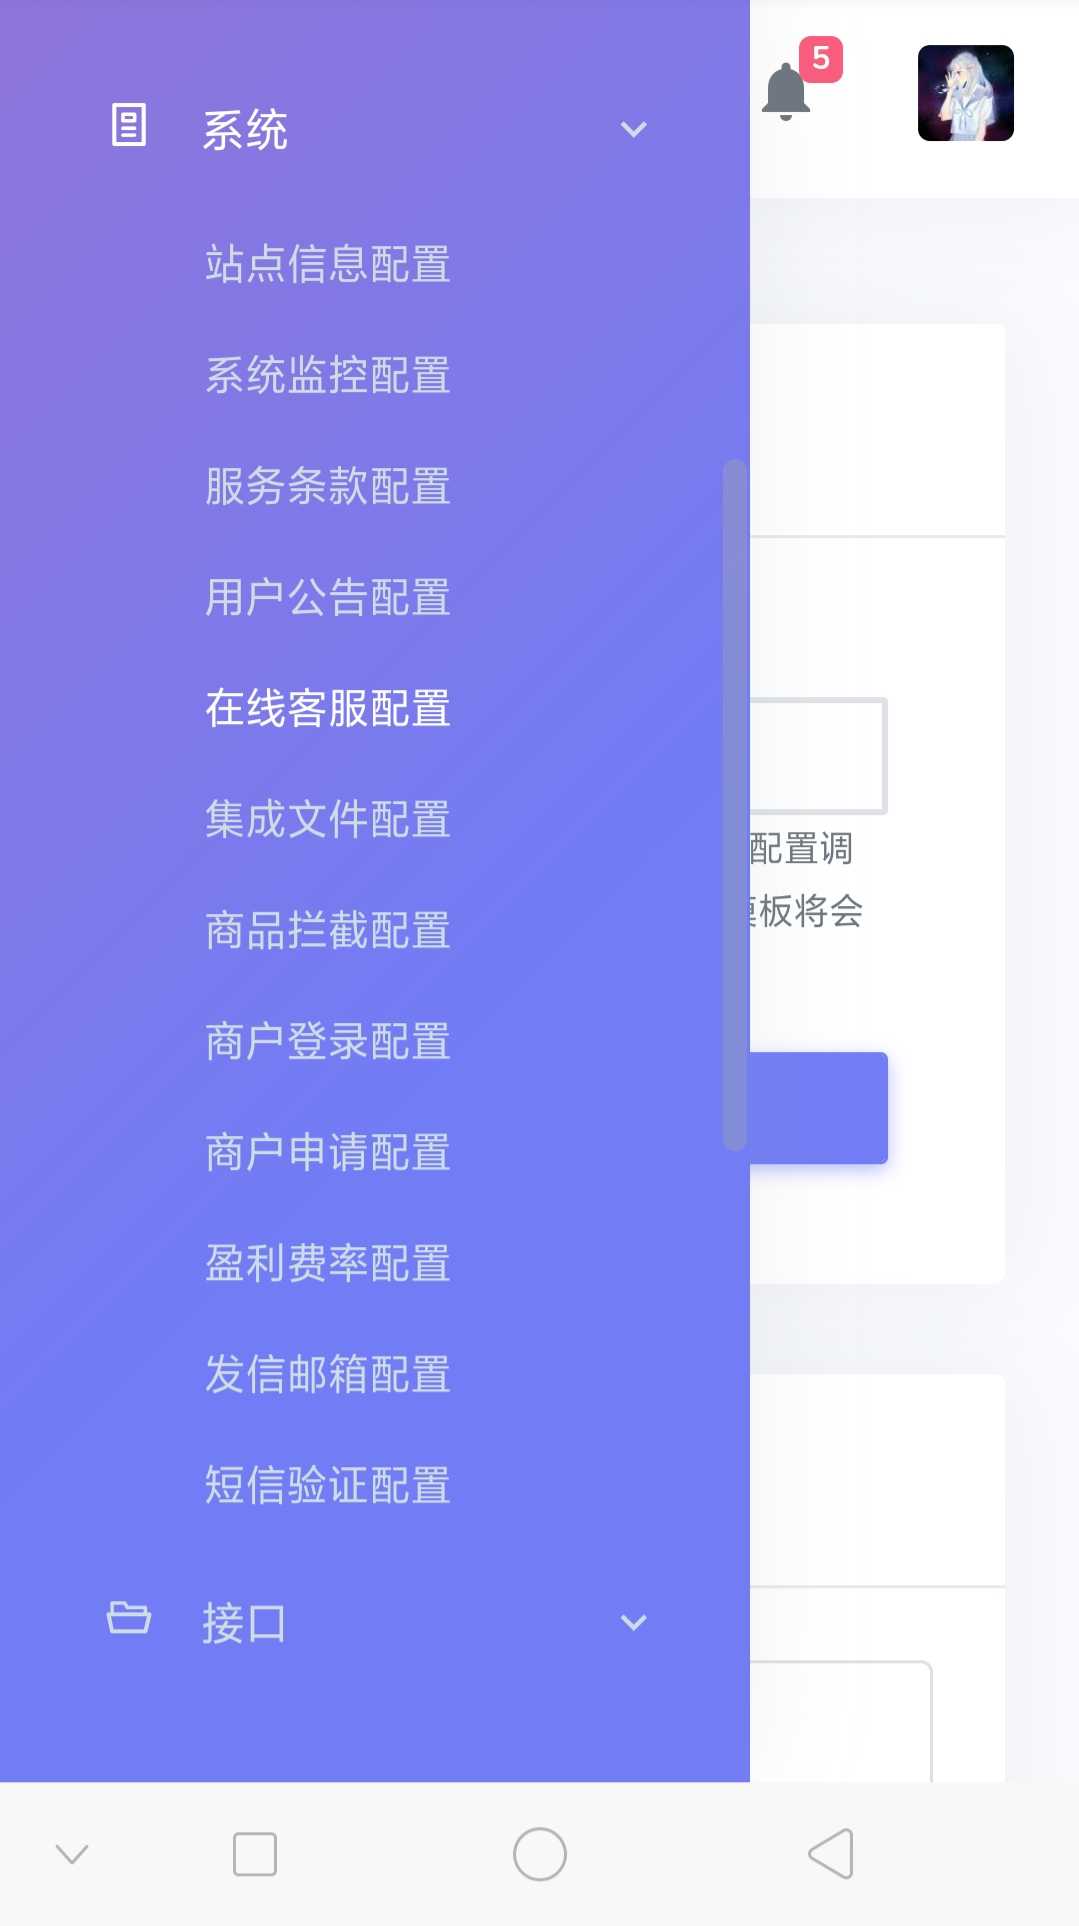 5
系统
站点信息配置
系统监控配置
服务条款配置
用户公告配置
在线客服配置
集成文件配置
配置调
板将会
商品拦截配置
商户登录配置
商户申请配置
盈利费率配置
发信邮箱配置
短信验证配置
接口